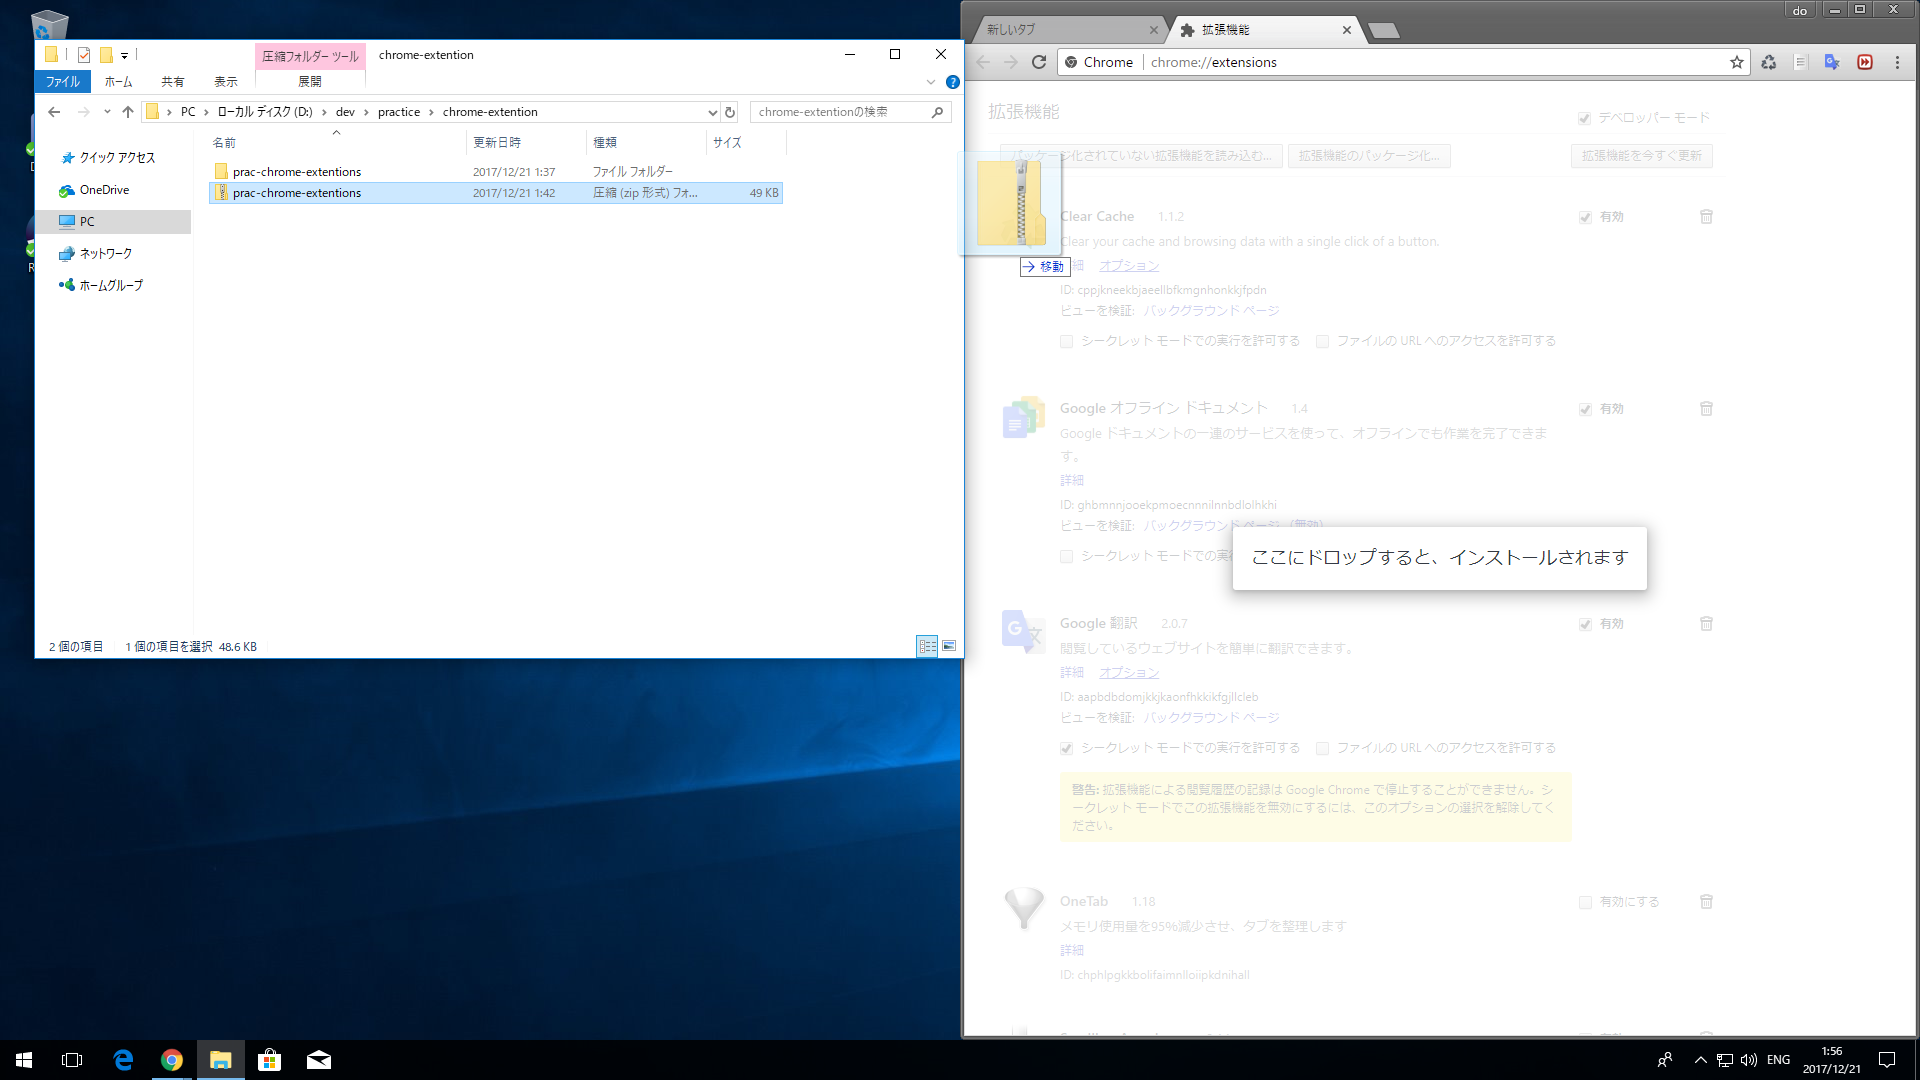 圧縮フォルダー ツール
chrome-extention
ファイル
ホーム
共有
表示
展開
PC
ローカル ディスク (D:)
dev
practice
chrome-extention
chrome-extentionの検索
名前
更新日時
種類
サイズ
クイック アクセス
OneDrive
PC
ネットワーク
ホームグループ
prac-chrome-extentions
2017/12/21 1:37
ファイル フォルダー
prac-chrome-extentions
2017/12/21 1:42
圧縮 (zip 形式) フォ...
49 KB
2 個の項目
1 個の項目を選択 48.6 KB
do
新しいタブ
拡張機能
Chrome
chrome://extensions
拡張機能
デベロッパー モード
パッケージ化されていない拡張機能を読み込む...
拡張機能のパッケージ化...
拡張機能を今すぐ更新
移動
Clear Cache
1.1.2
有効
Clear your cache and browsing data with a single click of a button.
細
オプション
ID: cppjkneekbjaeellbfkmgnhonkkjfpdn
ビューを検証: バックグラウンド ページ
シークレット モードでの実行を許可する
ファイルの URL へのアクセスを許可する
Google オフライン ドキュメント
1.4
有効
Google ドキュメントの一連のサービスを使って、オフラインでも作業を完了できま
す。
詳細
ID: ghbmnnjooekpmoecnnnilnnbdlolhkhi
ビューを検証: バックグラウンド ページ (無効)
シークレット モードでの実
ここにドロップすると、インストールされます
Google 翻訳
2.0.7
有効
閲覧しているウェブサイトを簡単に翻訳できます。
詳細
オプション
ID: aapbdbdomjkkjkaonfhkkikfgjllcleb
ビューを検証: バックグラウンド ページ
シークレット モードでの実行を許可する
ファイルの URL へのアクセスを許可する
警告: 拡張機能による閲覧履歴の記録は Google Chrome で停止することができません。シ
ークレット モードでこの拡張機能を無効にするには、このオプションの選択を解除してく
ださい。
OneTab
1.18
有効にする
メモリ使用量を95%減少させ、タブを整理します
詳細
ID: chphlpgkkbolifaimnlloiipkdnihall
ENG
1:56
2017/12/21